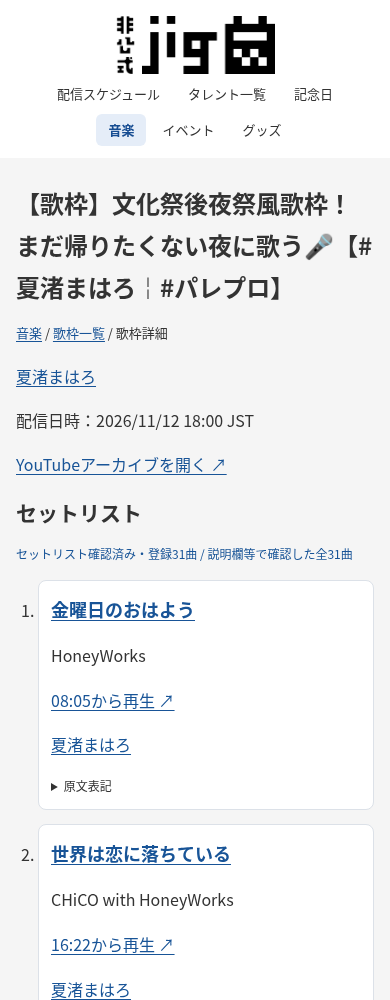 非公式 jig
配信スケジュール タレント一覧 記念日
音楽 イベント グッズ
【歌枠】文化祭後夜祭風歌枠！
まだ帰りたくない夜に歌う🎤【#
夏渚まはろ ¦ #パレプロ】
音楽 / 歌枠一覧 / 歌枠詳細
夏渚まはろ
配信日時：2026/11/12 18:00 JST
YouTubeアーカイブを開く ↗
セットリスト
セットリスト確認済み・登録31曲 / 説明欄等で確認した全31曲
1. 金曜日のおはよう
HoneyWorks
08:05から再生 ↗
夏渚まはろ
▶ 原文表記
2. 世界は恋に落ちている
CHiCO with HoneyWorks
16:22から再生 ↗
夏渚まはろ